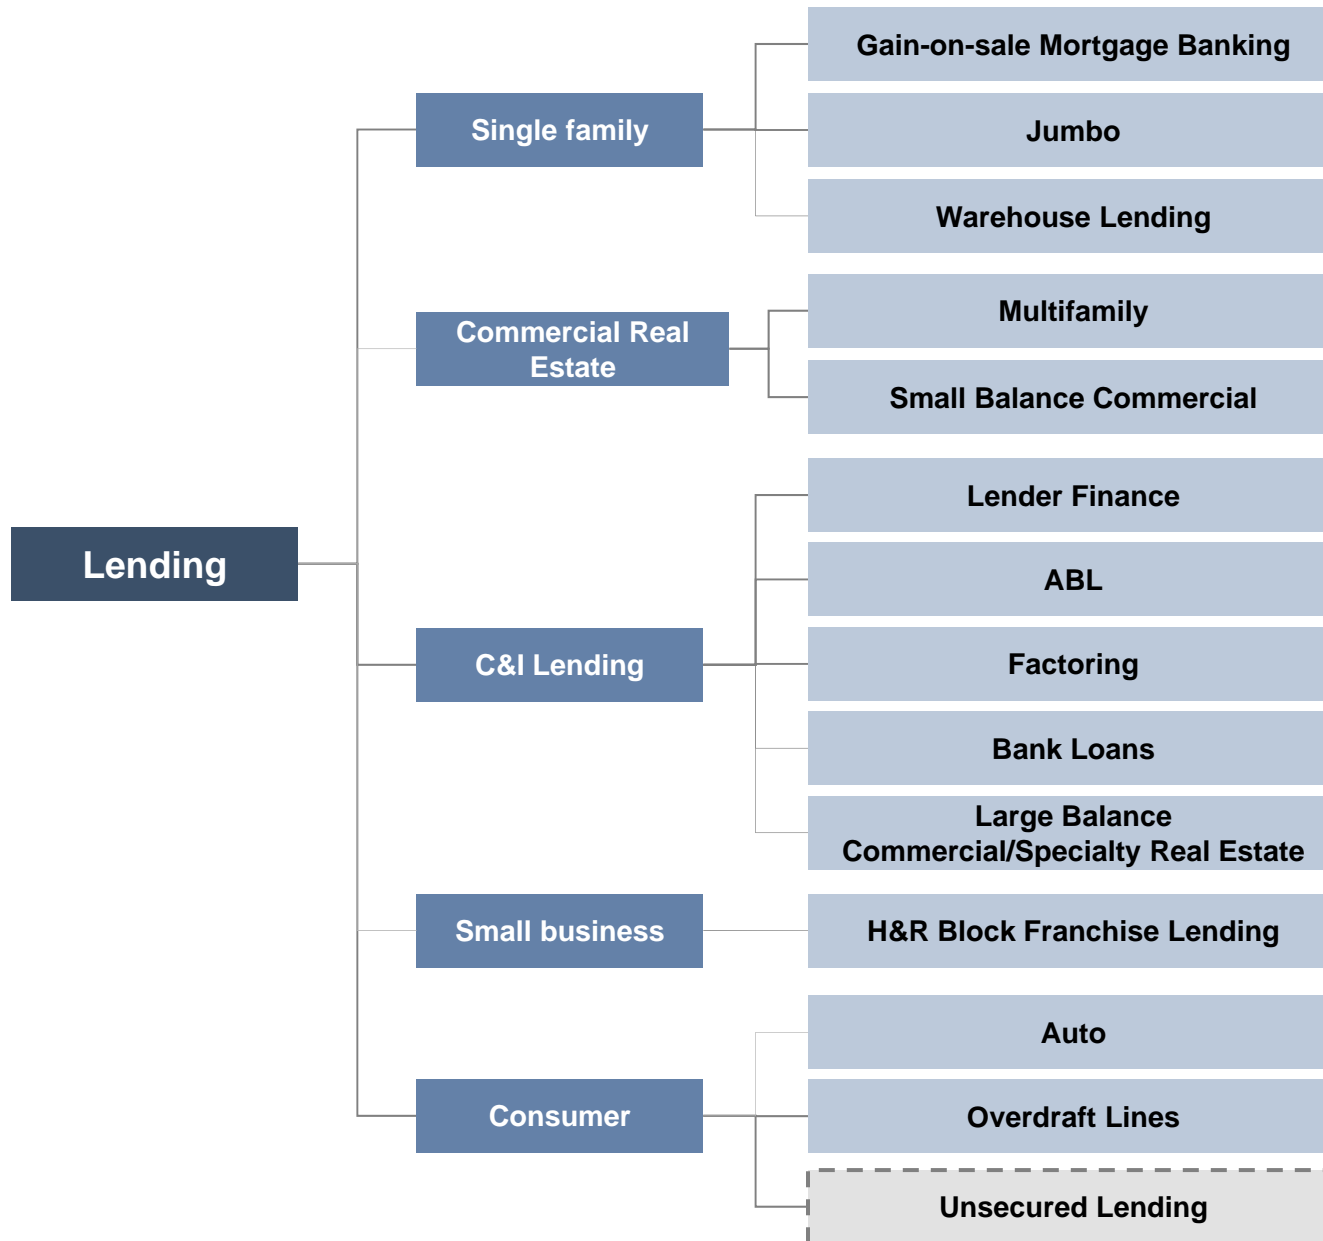 Lending
Single family
Gain-on-sale Mortgage Banking
Jumbo
Warehouse Lending
Commercial Real
Estate
Multifamily
Small Balance Commercial
C&I Lending
Lender Finance
ABL
Factoring
Bank Loans
Large Balance
Commercial/Specialty Real Estate
Small business
H&R Block Franchise Lending
Consumer
Auto
Overdraft Lines
Unsecured Lending